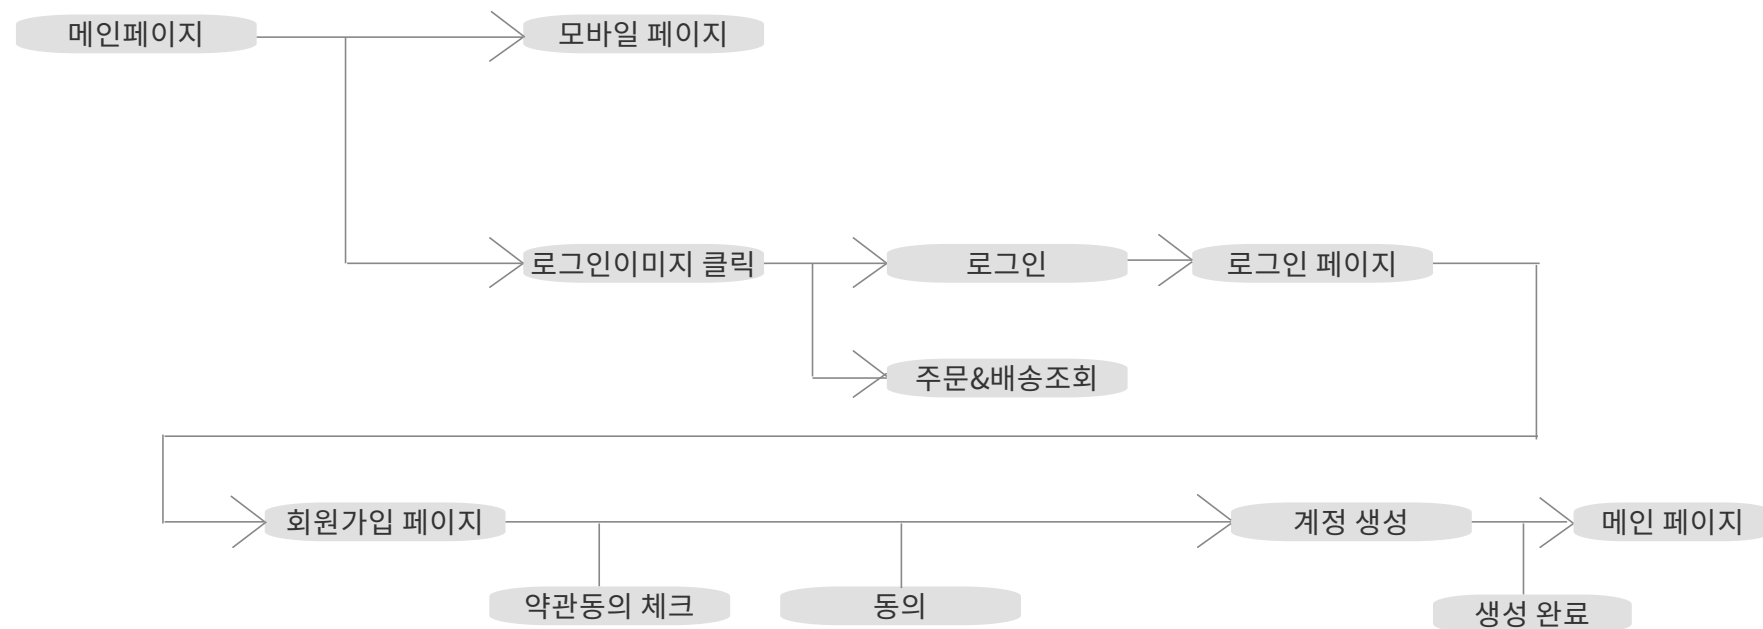 메인페이지
모바일 페이지
로그인이미지 클릭
로그인
로그인 페이지
주문&배송조회
회원가입 페이지
계정 생성
메인 페이지
약관동의 체크
동의
생성 완료